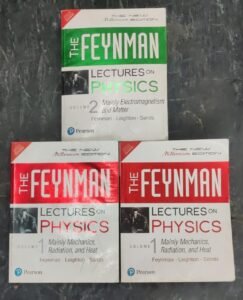 THE NEW
Millennium EDITION
THE
FEYNMAN
LECTURES ON
PHYSICS
VOLUME 2
Mainly Electromagnetism
and Matter
Feynman • Leighton • Sands
Pearson
THE NEW
Millennium EDITION
THE
FEYNMAN
LECTURES ON
PHYSICS
VOLUME 1
Mainly Mechanics,
Radiation, and Heat
Feynman • Leighton • Sands
Pearson
THE NEW
Millennium EDITION
THE
FEYNMAN
LECTURES ON
PHYSICS
VOLUME 1
Mainly Mechanics,
Radiation, and Heat
Feynman • Leighton • Sands
Pearson